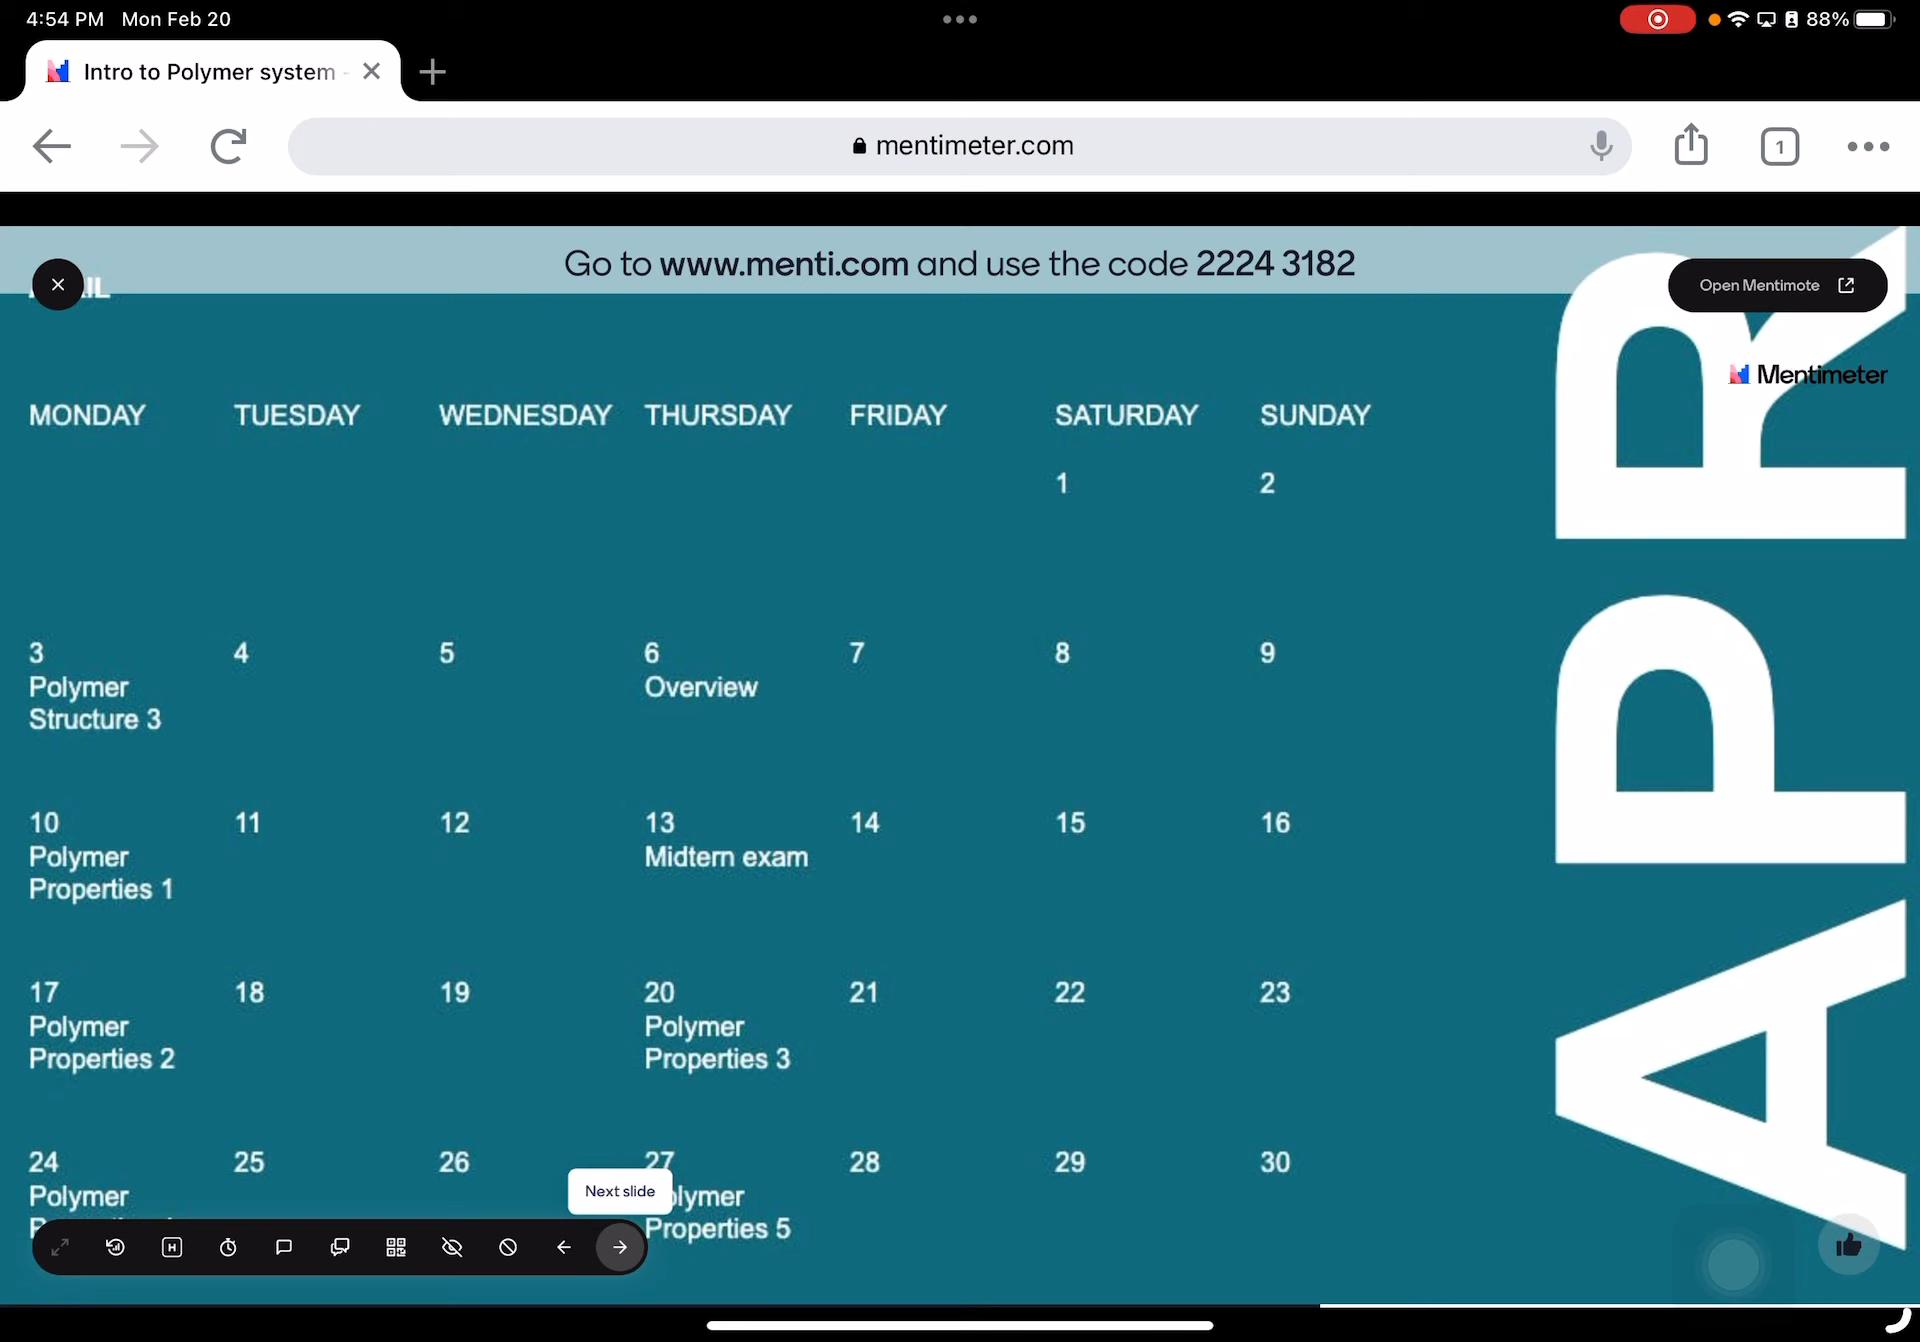 4:54 PM Mon Feb 20
88%
Intro to Polymer system -
mentimeter.com
1
Go to www.menti.com and use the code 2224 3182
Open Mentimote
Mentimeter
APR
MONDAY TUESDAY WEDNESDAY THURSDAY FRIDAY SATURDAY SUNDAY
1 2
3 4 5 6 7 8 9
Polymer Overview
Structure 3
10 11 12 13 14 15 16
Polymer Midtern exam
Properties 1
17 18 19 20 21 22 23
Polymer Polymer
Properties 2 Properties 3
24 25 26 27 28 29 30
Polymer
Properties 5
Next slide
H